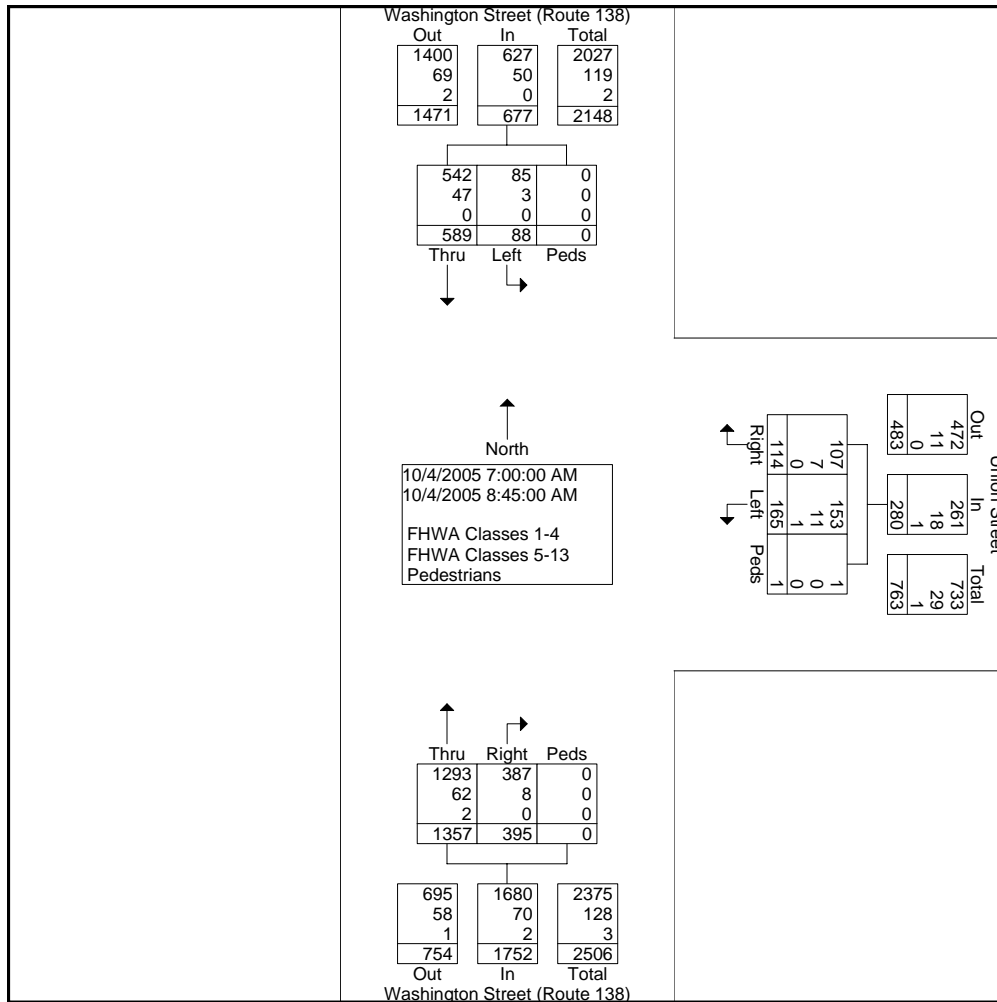 Washington Street (Route 138)
Out In Total
1400 627 2027
69 50 119
2 0 2
1471 677 2148
542 85 0
47 3 0
0 0 0
589 88 0
Thru Left Peds
North
10/4/2005 7:00:00 AM
10/4/2005 8:45:00 AM
FHWA Classes 1-4
FHWA Classes 5-13
Pedestrians
Union Street
Out In Total
472 261 733
11 18 29
0 1 1
483 280 763
107 153 1
7 11 0
0 1 0
114 165 1
Right Left Peds
Thru Right Peds
1293 387 0
62 8 0
2 0 0
1357 395 0
695 1680 2375
58 70 128
1 2 3
754 1752 2506
Out In Total
Washington Street (Route 138)